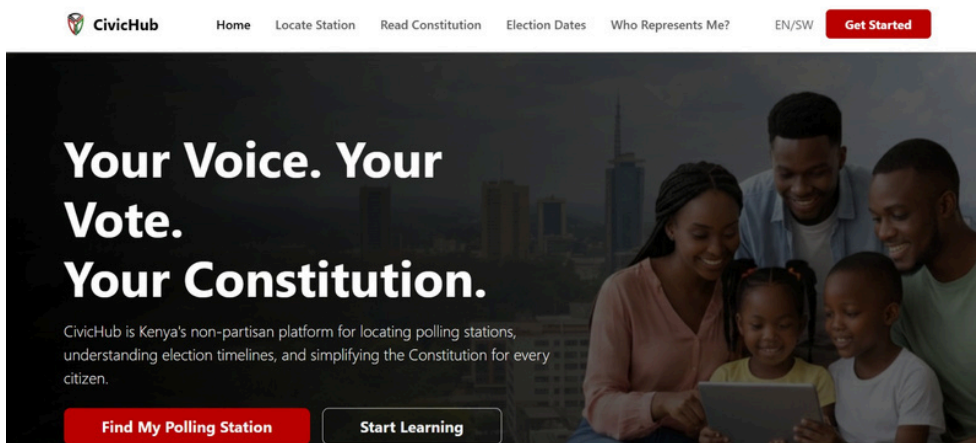 CivicHub
Home
Locate Station
Read Constitution
Election Dates
Who Represents Me?
EN/SW
Get Started
Your Voice. Your
Vote.
Your Constitution.
CivicHub is Kenya's non-partisan platform for locating polling stations,
understanding election timelines, and simplifying the Constitution for every
citizen.
Find My Polling Station
Start Learning